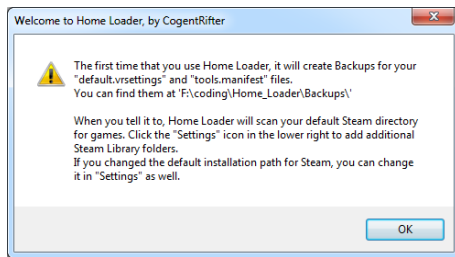 Welcome to Home Loader, by CogentRifter
The first time that you use Home Loader, it will create Backups for your
"default.vrsettings" and "tools.manifest" files.
You can find them at 'F:\coding\Home_Loader\Backups\'
When you tell it to, Home Loader will scan your default Steam directory
for games. Click the "Settings" icon in the lower right to add additional
Steam Library folders.
If you changed the default installation path for Steam, you can change
it in "Settings" as well.
OK